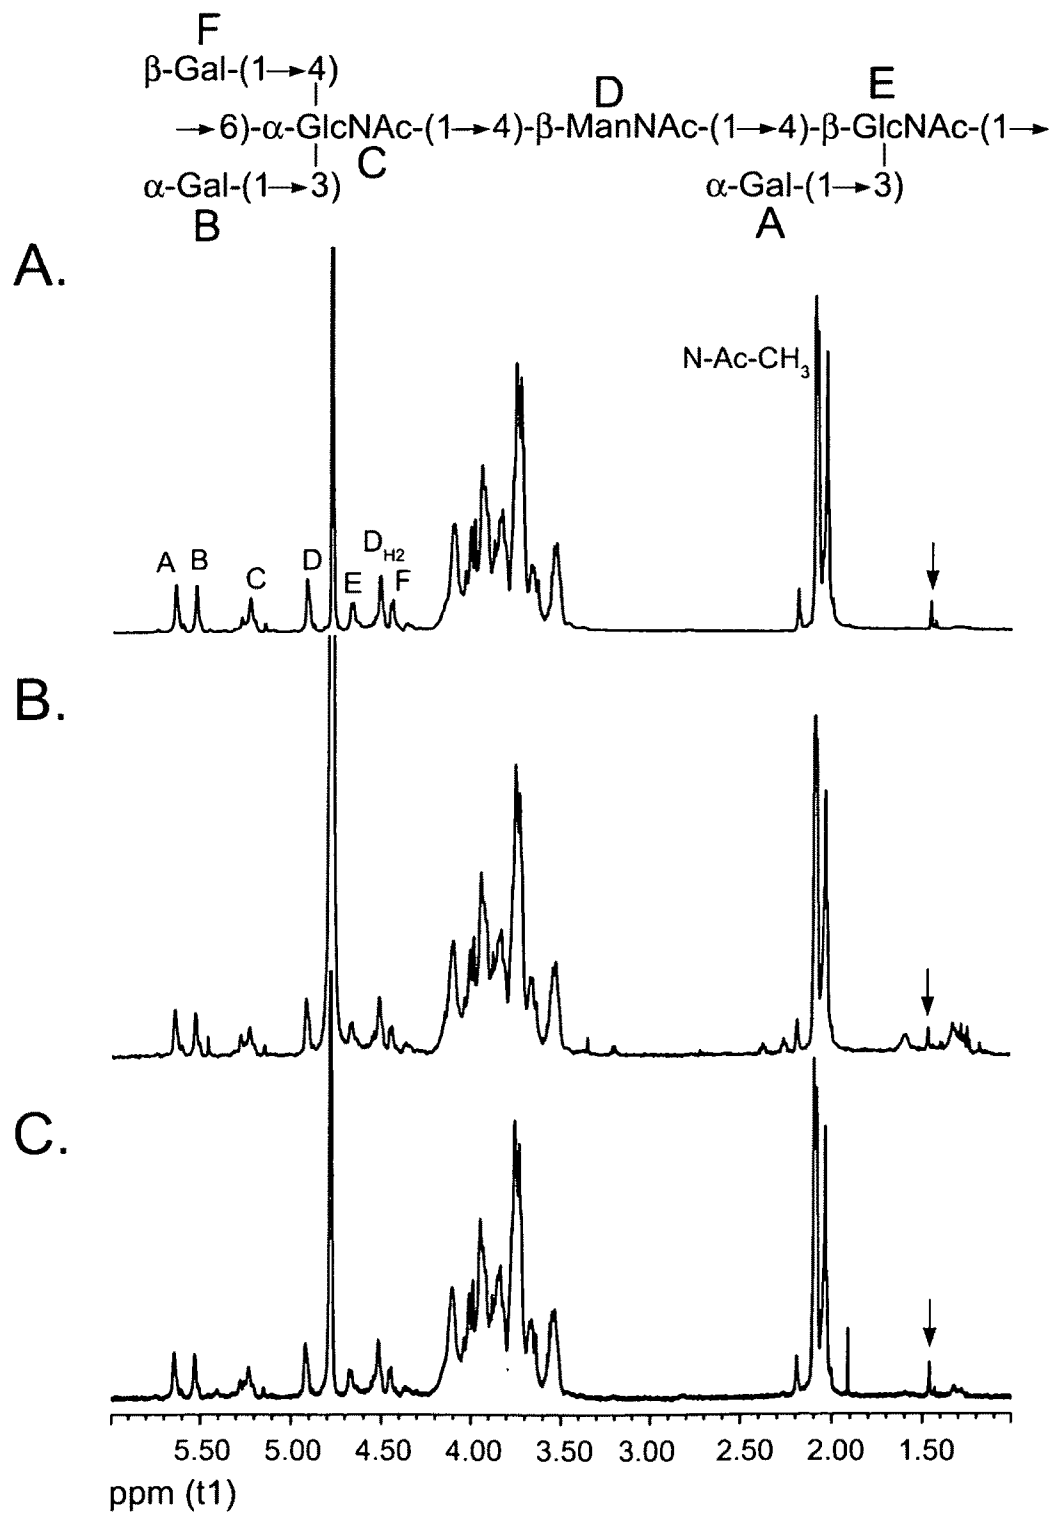 F
β-Gal-(1→4)
D
E
→6)-α-GlcNAc-(1→4)-β-ManNAc-(1→4)-β-GlcNAc-(1→
C
α-Gal-(1→3)
α-Gal-(1→3)
B
A
A.
N-Ac-CH3
A B C D E DH2 F
B.
C.
5.50 5.00 4.50 4.00 3.50 3.00 2.50 2.00 1.50
ppm (t1)